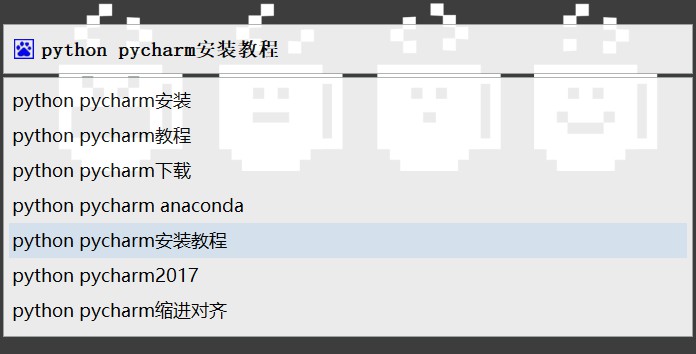 python pycharm安装教程
python pycharm安装
python pycharm教程
python pycharm下载
python pycharm anaconda
python pycharm安装教程
python pycharm2017
python pycharm缩进对齐